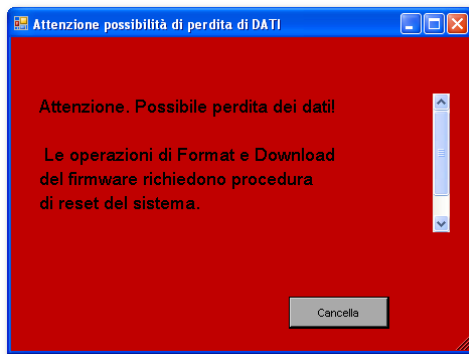 Attenzione possibilità di perdita di DATI
Attenzione. Possibile perdita dei dati!
Le operazioni di Format e Download
del firmware richiedono procedura
di reset del sistema.
Cancella